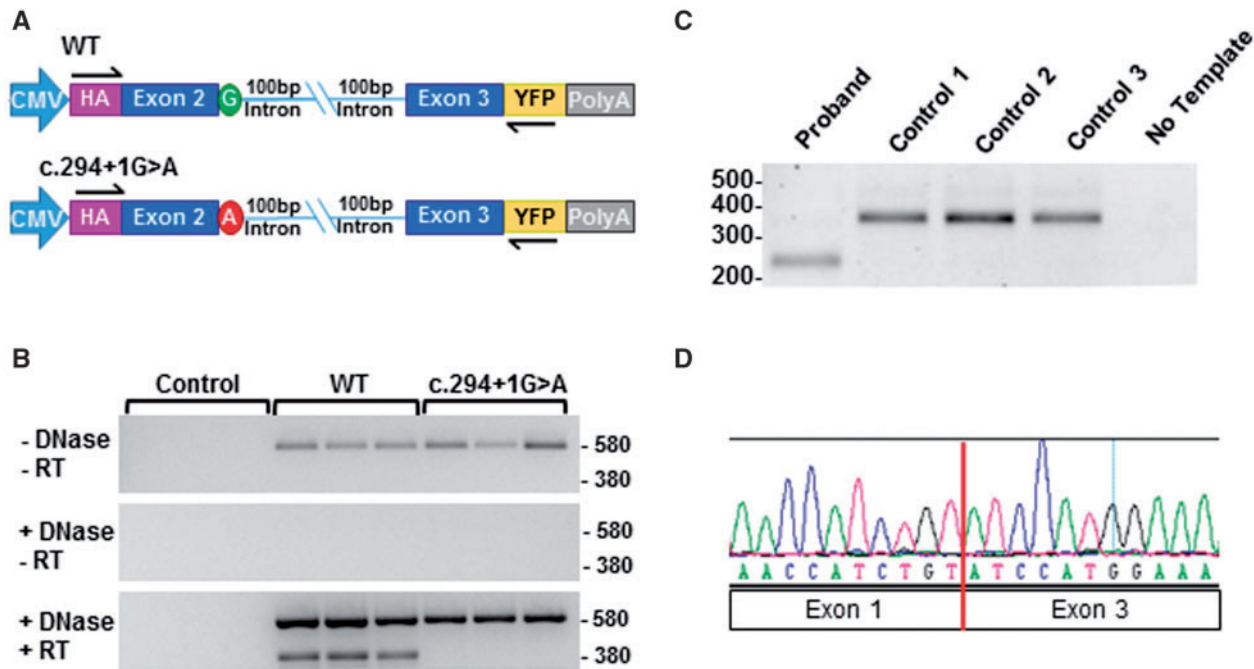 A
WT
CMV HA Exon 2 G 100bp Intron 100bp Intron Exon 3 YFP PolyA
c.294+1G>A
CMV HA Exon 2 A 100bp Intron 100bp Intron Exon 3 YFP PolyA
B
Control WT c.294+1G>A
- DNase
- RT
- 580
- 380
+ DNase
- RT
- 580
- 380
+ DNase
+ RT
- 580
- 380
C
Proband
Control 1
Control 2
Control 3
No Template
500-
400-
300-
200-
D
A A C C A T C T G T A T C C A T G G A A A
Exon 1 Exon 3